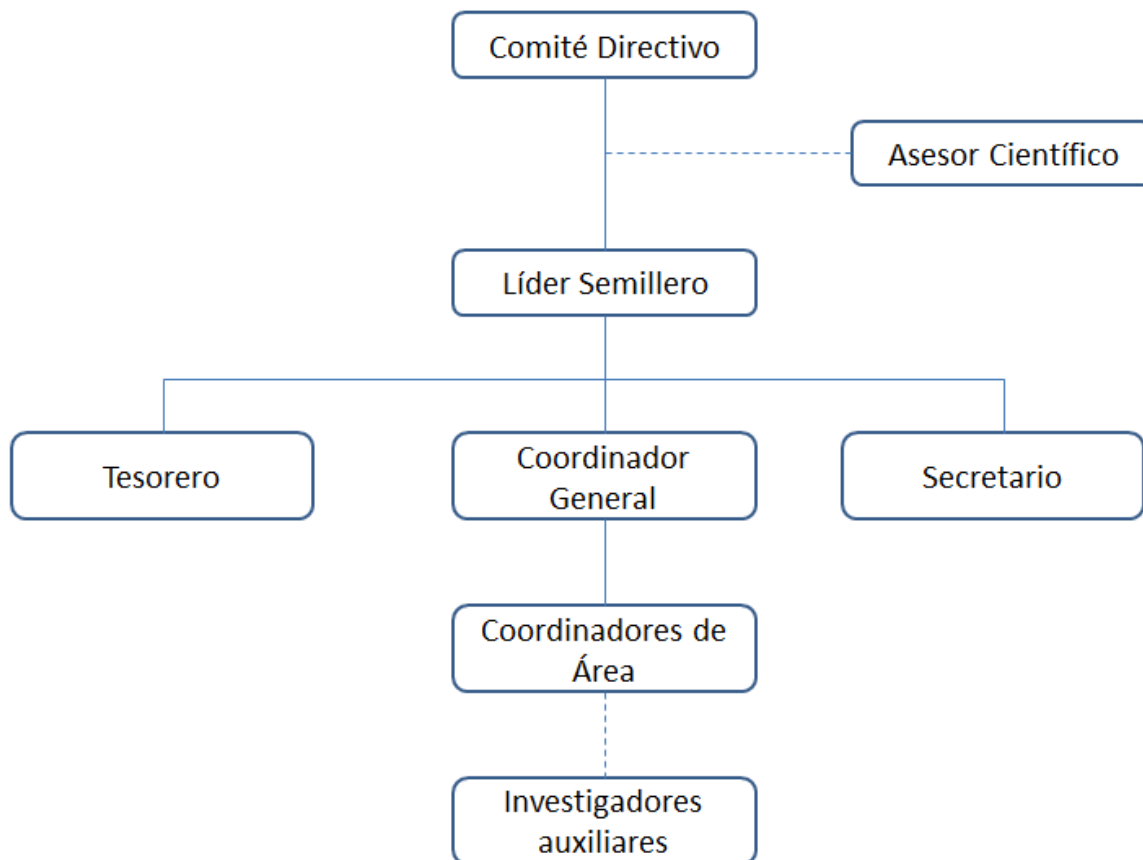 Comité Directivo
Asesor Científico
Líder Semillero
Tesorero
Coordinador
General
Secretario
Coordinadores de
Área
Investigadores
auxiliares